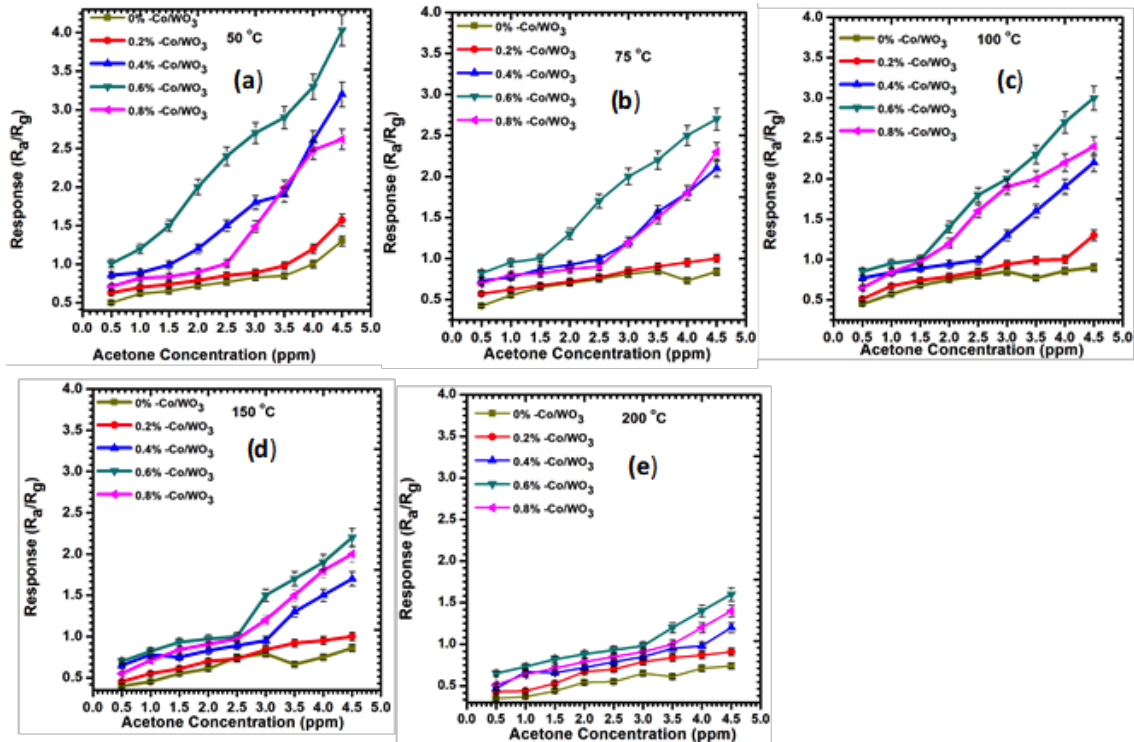 0% -Co/WO3
0.2% -Co/WO3
0.4% -Co/WO3
0.6% -Co/WO3
0.8% -Co/WO3
50 °C
(a)
4.0
3.5
3.0
2.5
2.0
1.5
1.0
0.5
Response (Ra/Rg)
0.0 0.5 1.0 1.5 2.0 2.5 3.0 3.5 4.0 4.5 5.0
Acetone Concentration (ppm)
0% -Co/WO3
0.2% -Co/WO3
0.4% -Co/WO3
0.6% -Co/WO3
0.8% -Co/WO3
75 °C
(b)
4.0
3.5
3.0
2.5
2.0
1.5
1.0
0.5
Response (Ra/Rg)
0.0 0.5 1.0 1.5 2.0 2.5 3.0 3.5 4.0 4.5 5.0
Acetone Concentration (ppm)
0% -Co/WO3
0.2% -Co/WO3
0.4% -Co/WO3
0.6% -Co/WO3
0.8% -Co/WO3
100 °C
(c)
4.0
3.5
3.0
2.5
2.0
1.5
1.0
0.5
Response (Ra/Rg)
0.0 0.5 1.0 1.5 2.0 2.5 3.0 3.5 4.0 4.5 5.0
Acetone Concentration (ppm)
0% -Co/WO3
0.2% -Co/WO3
0.4% -Co/WO3
0.6% -Co/WO3
0.8% -Co/WO3
150 °C
(d)
4.0
3.5
3.0
2.5
2.0
1.5
1.0
0.5
Response (Ra/Rg)
0.0 0.5 1.0 1.5 2.0 2.5 3.0 3.5 4.0 4.5 5.0
Acetone Concentration (ppm)
0% -Co/WO3
0.2% -Co/WO3
0.4% -Co/WO3
0.6% -Co/WO3
0.8% -Co/WO3
200 °C
(e)
4.0
3.5
3.0
2.5
2.0
1.5
1.0
0.5
Response (Ra/Rg)
0.0 0.5 1.0 1.5 2.0 2.5 3.0 3.5 4.0 4.5 5.0
Acetone Concentration (ppm)